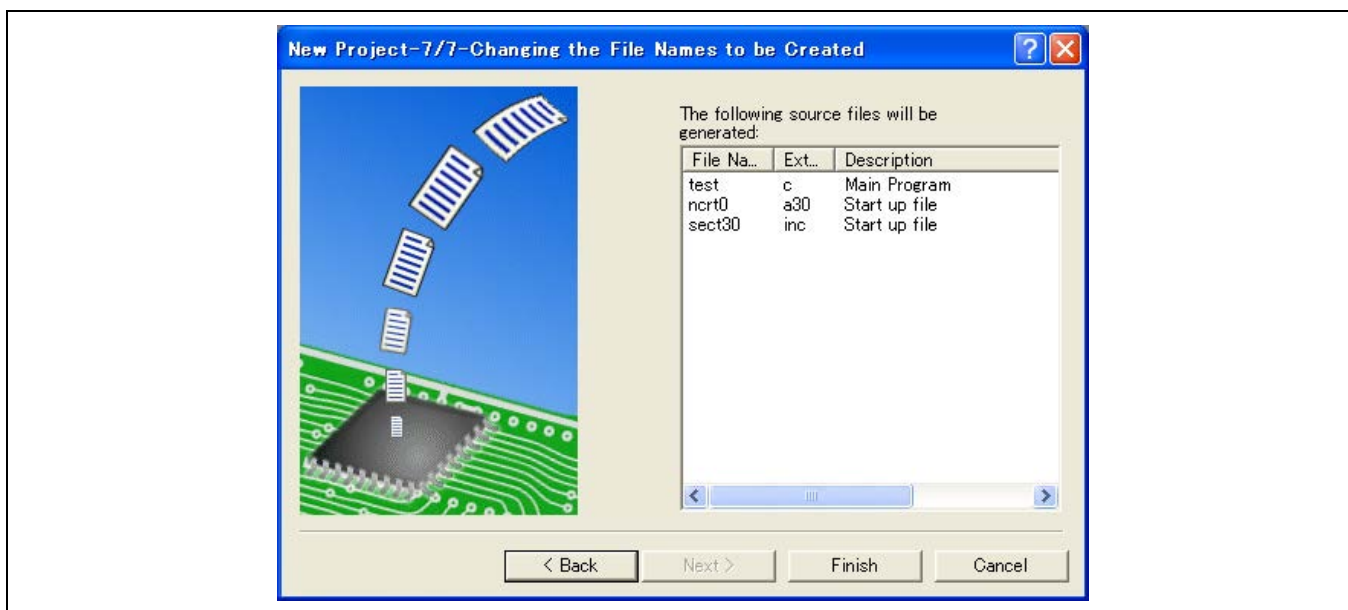 New Project-7/7-Changing the File Names to be Created
The following source files will be
generated:
File Na... Ext... Description
test c Main Program
ncrt0 a30 Start up file
sect30 inc Start up file
< Back Next > Finish Cancel